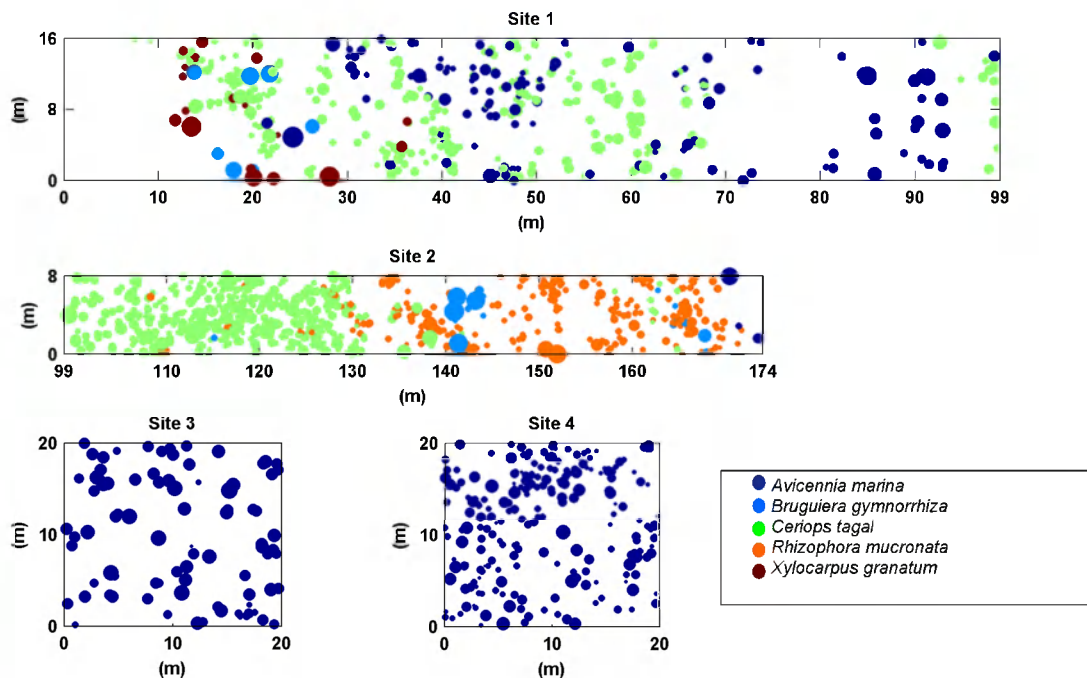 Site 1
16
8
0
(m)
0 10 20 30 40 50 60 70 80 90 99
(m)
Site 2
8
0
(m)
99 110 120 130 140 150 160 174
(m)
Site 3
20
10
0
(m)
0 10 20
(m)
Site 4
20
10
0
(m)
0 10 20
(m)
Avicennia marina
Bruguiera gymnorrhiza
Ceriops tagal
Rhizophora mucronata
Xylocarpus granatum